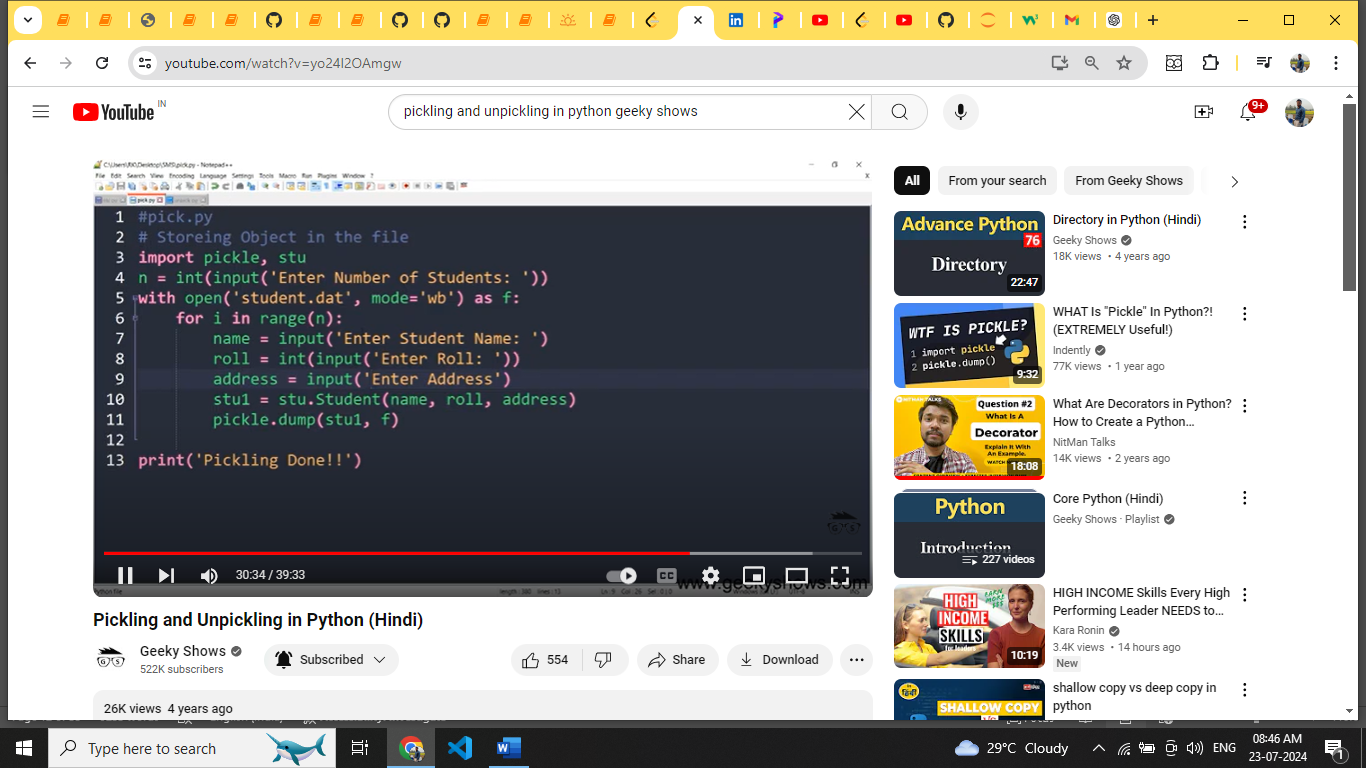 youtube.com/watch?v=yo24I2OAmgw
YouTube IN
pickling and unpickling in python geeky shows
9+
C:\Users\RK\Desktop\SMS\pick.py - Notepad++
File Edit Search View Encoding Language Settings Tools Macro Run Plugins Window ?
pick.py
1 #pick.py
2 # Storeing Object in the file
3 import pickle, stu
4 n = int(input('Enter Number of Students: '))
5 with open('student.dat', mode='wb') as f:
6 for i in range(n):
7 name = input('Enter Student Name: ')
8 roll = int(input('Enter Roll: '))
9 address = input('Enter Address')
10 stu1 = stu.Student(name, roll, address)
11 pickle.dump(stu1, f)
12
13 print('Pickling Done!!')
30:34 / 39:33
CC
www.geekyshows.com
Pickling and Unpickling in Python (Hindi)
Geeky Shows
522K subscribers
Subscribed
554
Share
Download
26K views 4 years ago
All
From your search
From Geeky Shows
Advance Python
76
Directory
22:47
Directory in Python (Hindi)
Geeky Shows
18K views • 4 years ago
WTF IS PICKLE?
1 import pickle
2 pickle.dump()
9:32
WHAT Is "Pickle" In Python?!
(EXTREMELY Useful!)
Indently
77K views • 1 year ago
Question #2
What Is A
Decorator
Explain It With
An Example.
18:08
What Are Decorators in Python?
How to Create a Python...
NitMan Talks
14K views • 2 years ago
Python
Introduction
227 videos
Core Python (Hindi)
Geeky Shows · Playlist
HIGH
INCOME
SKILLS
for leaders
10:19
HIGH INCOME Skills Every High
Performing Leader NEEDS to...
Kara Ronin
3.4K views • 14 hours ago
New
SHALLOW COPY
shallow copy vs deep copy in
python
Type here to search
29°C Cloudy
ENG
08:46 AM
23-07-2024
1